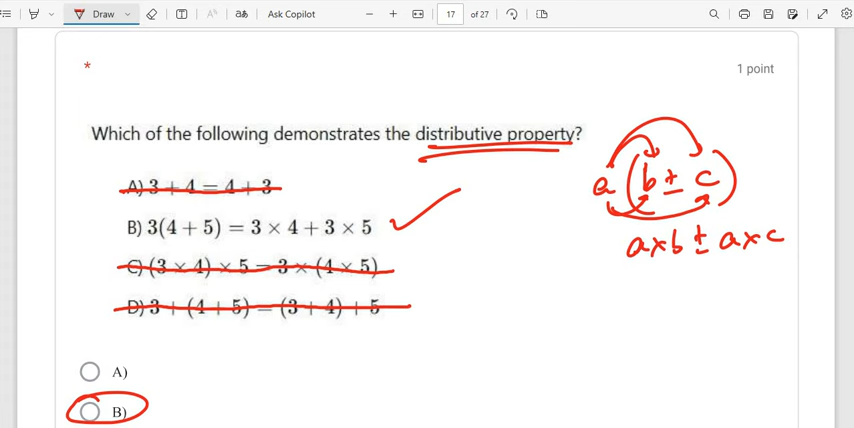 Draw
Ask Copilot
17 of 27
*
1 point
Which of the following demonstrates the distributive property?
A) 3 + 4 = 4 + 3
B) 3(4 + 5) = 3 × 4 + 3 × 5
C) (3 × 4) × 5 = 3 × (4 × 5)
D) 3 + (4 + 5) = (3 + 4) + 5
a (b ± c)
a×b ± a×c
A)
B)